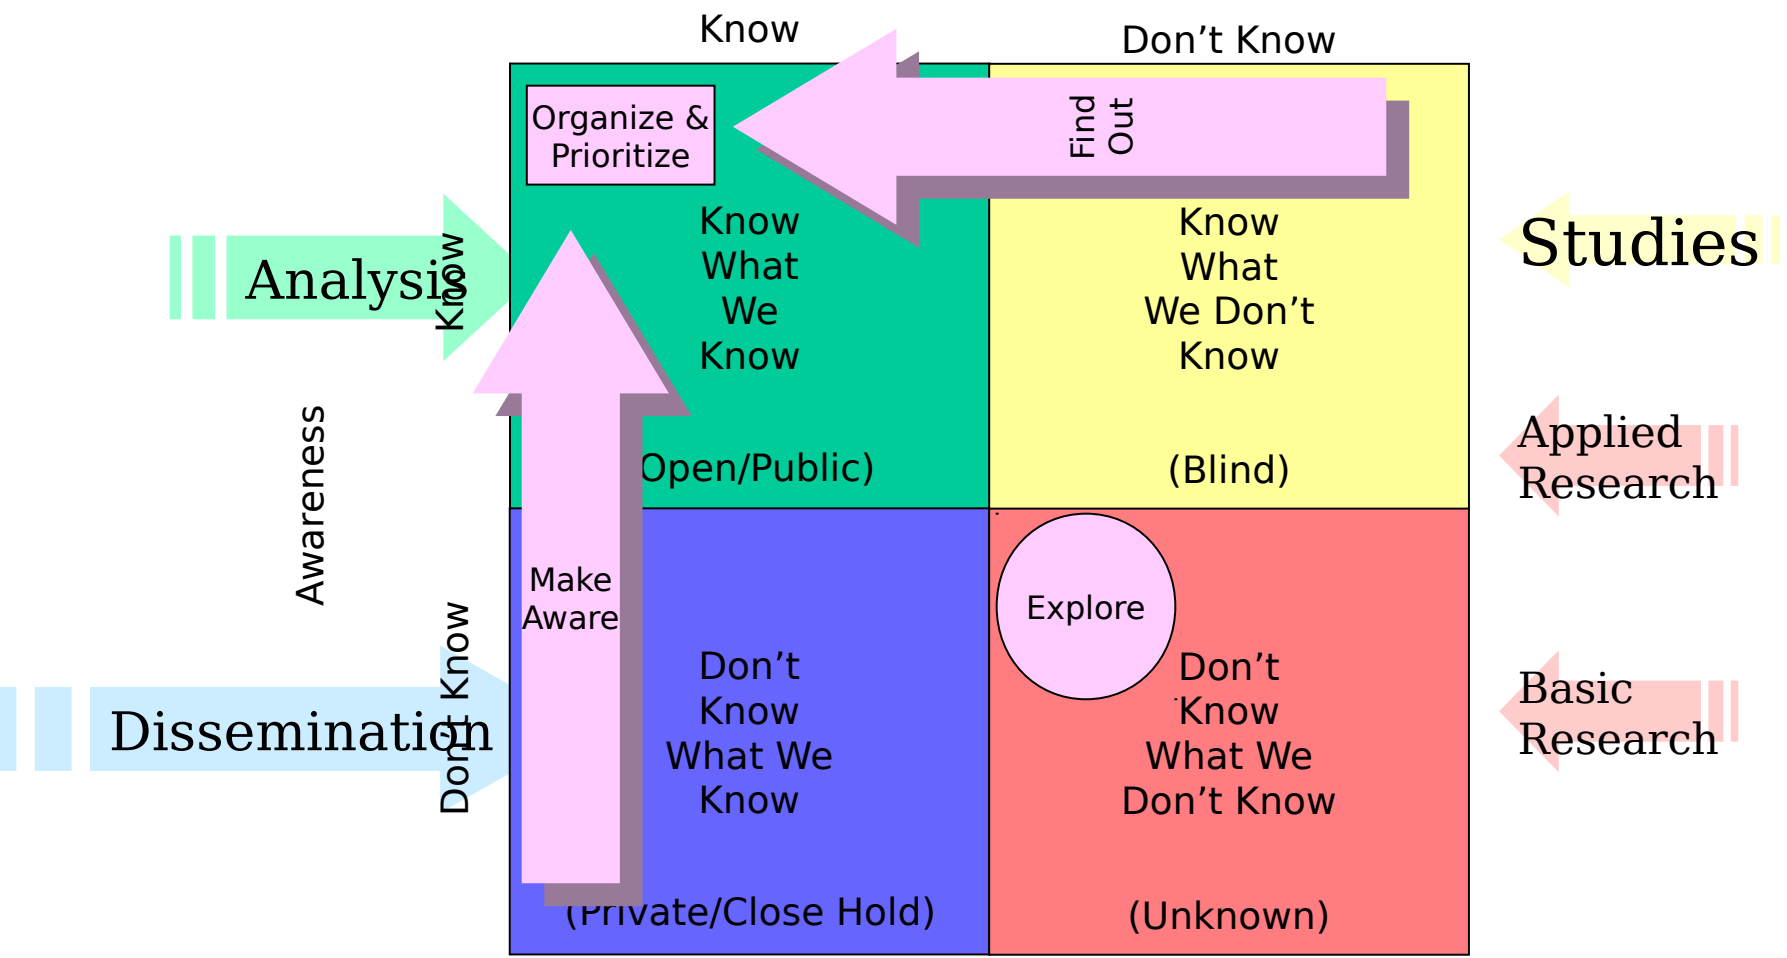 Know
Don’t Know
Organize &
Prioritize
Find
Out
Know
What
We
Know
Know
What
We Don’t
Know
Analysis
Know
Studies
Awareness
Open/Public)
(Blind)
Applied
Research
Make
Aware
Explore
Don’t
Know
What We
Know
Don’t
Know
What We
Don’t Know
Dissemination
Don’t Know
Basic
Research
(Private/Close Hold)
(Unknown)